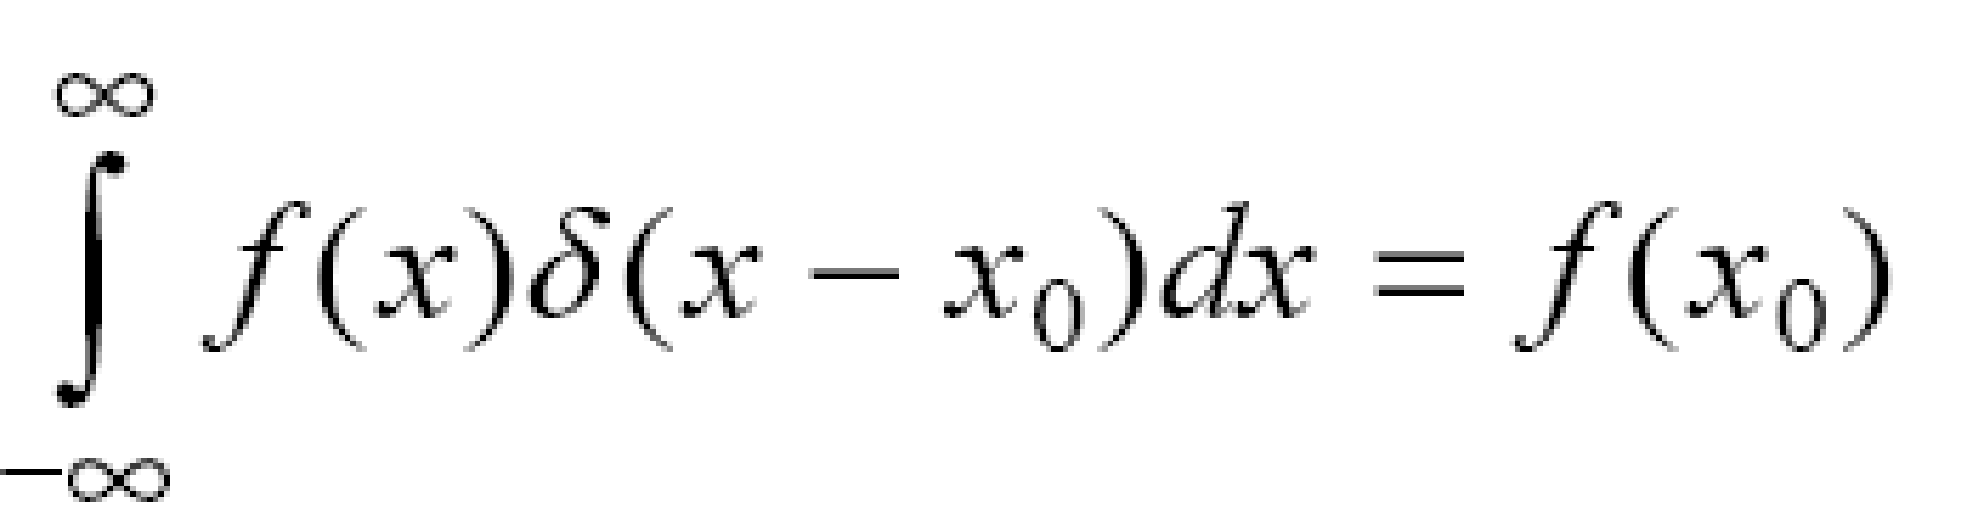 ∫_{−∞}^{∞} f(x)δ(x − x₀)dx = f(x₀)